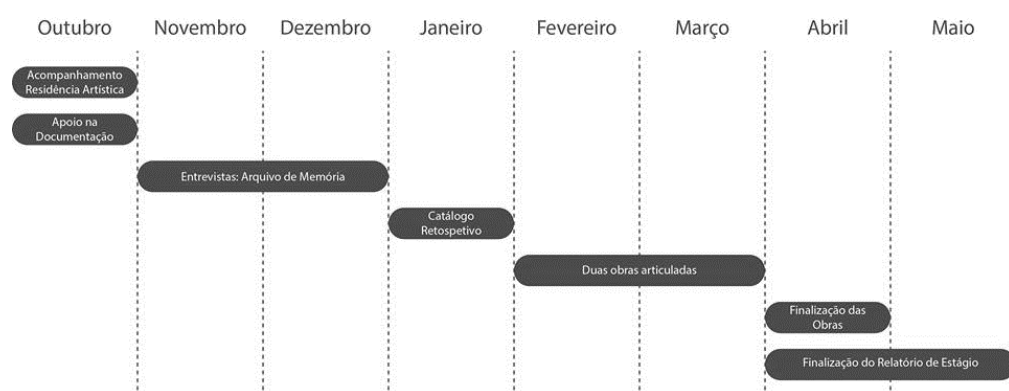 Outubro Novembro Dezembro Janeiro Fevereiro Março Abril Maio
Acompanhamento
Residência Artística
Apoio na
Documentação
Entrevistas: Arquivo de Memória
Catálogo
Retospetivo
Duas obras articuladas
Finalização das
Obras
Finalização do Relatório de Estágio